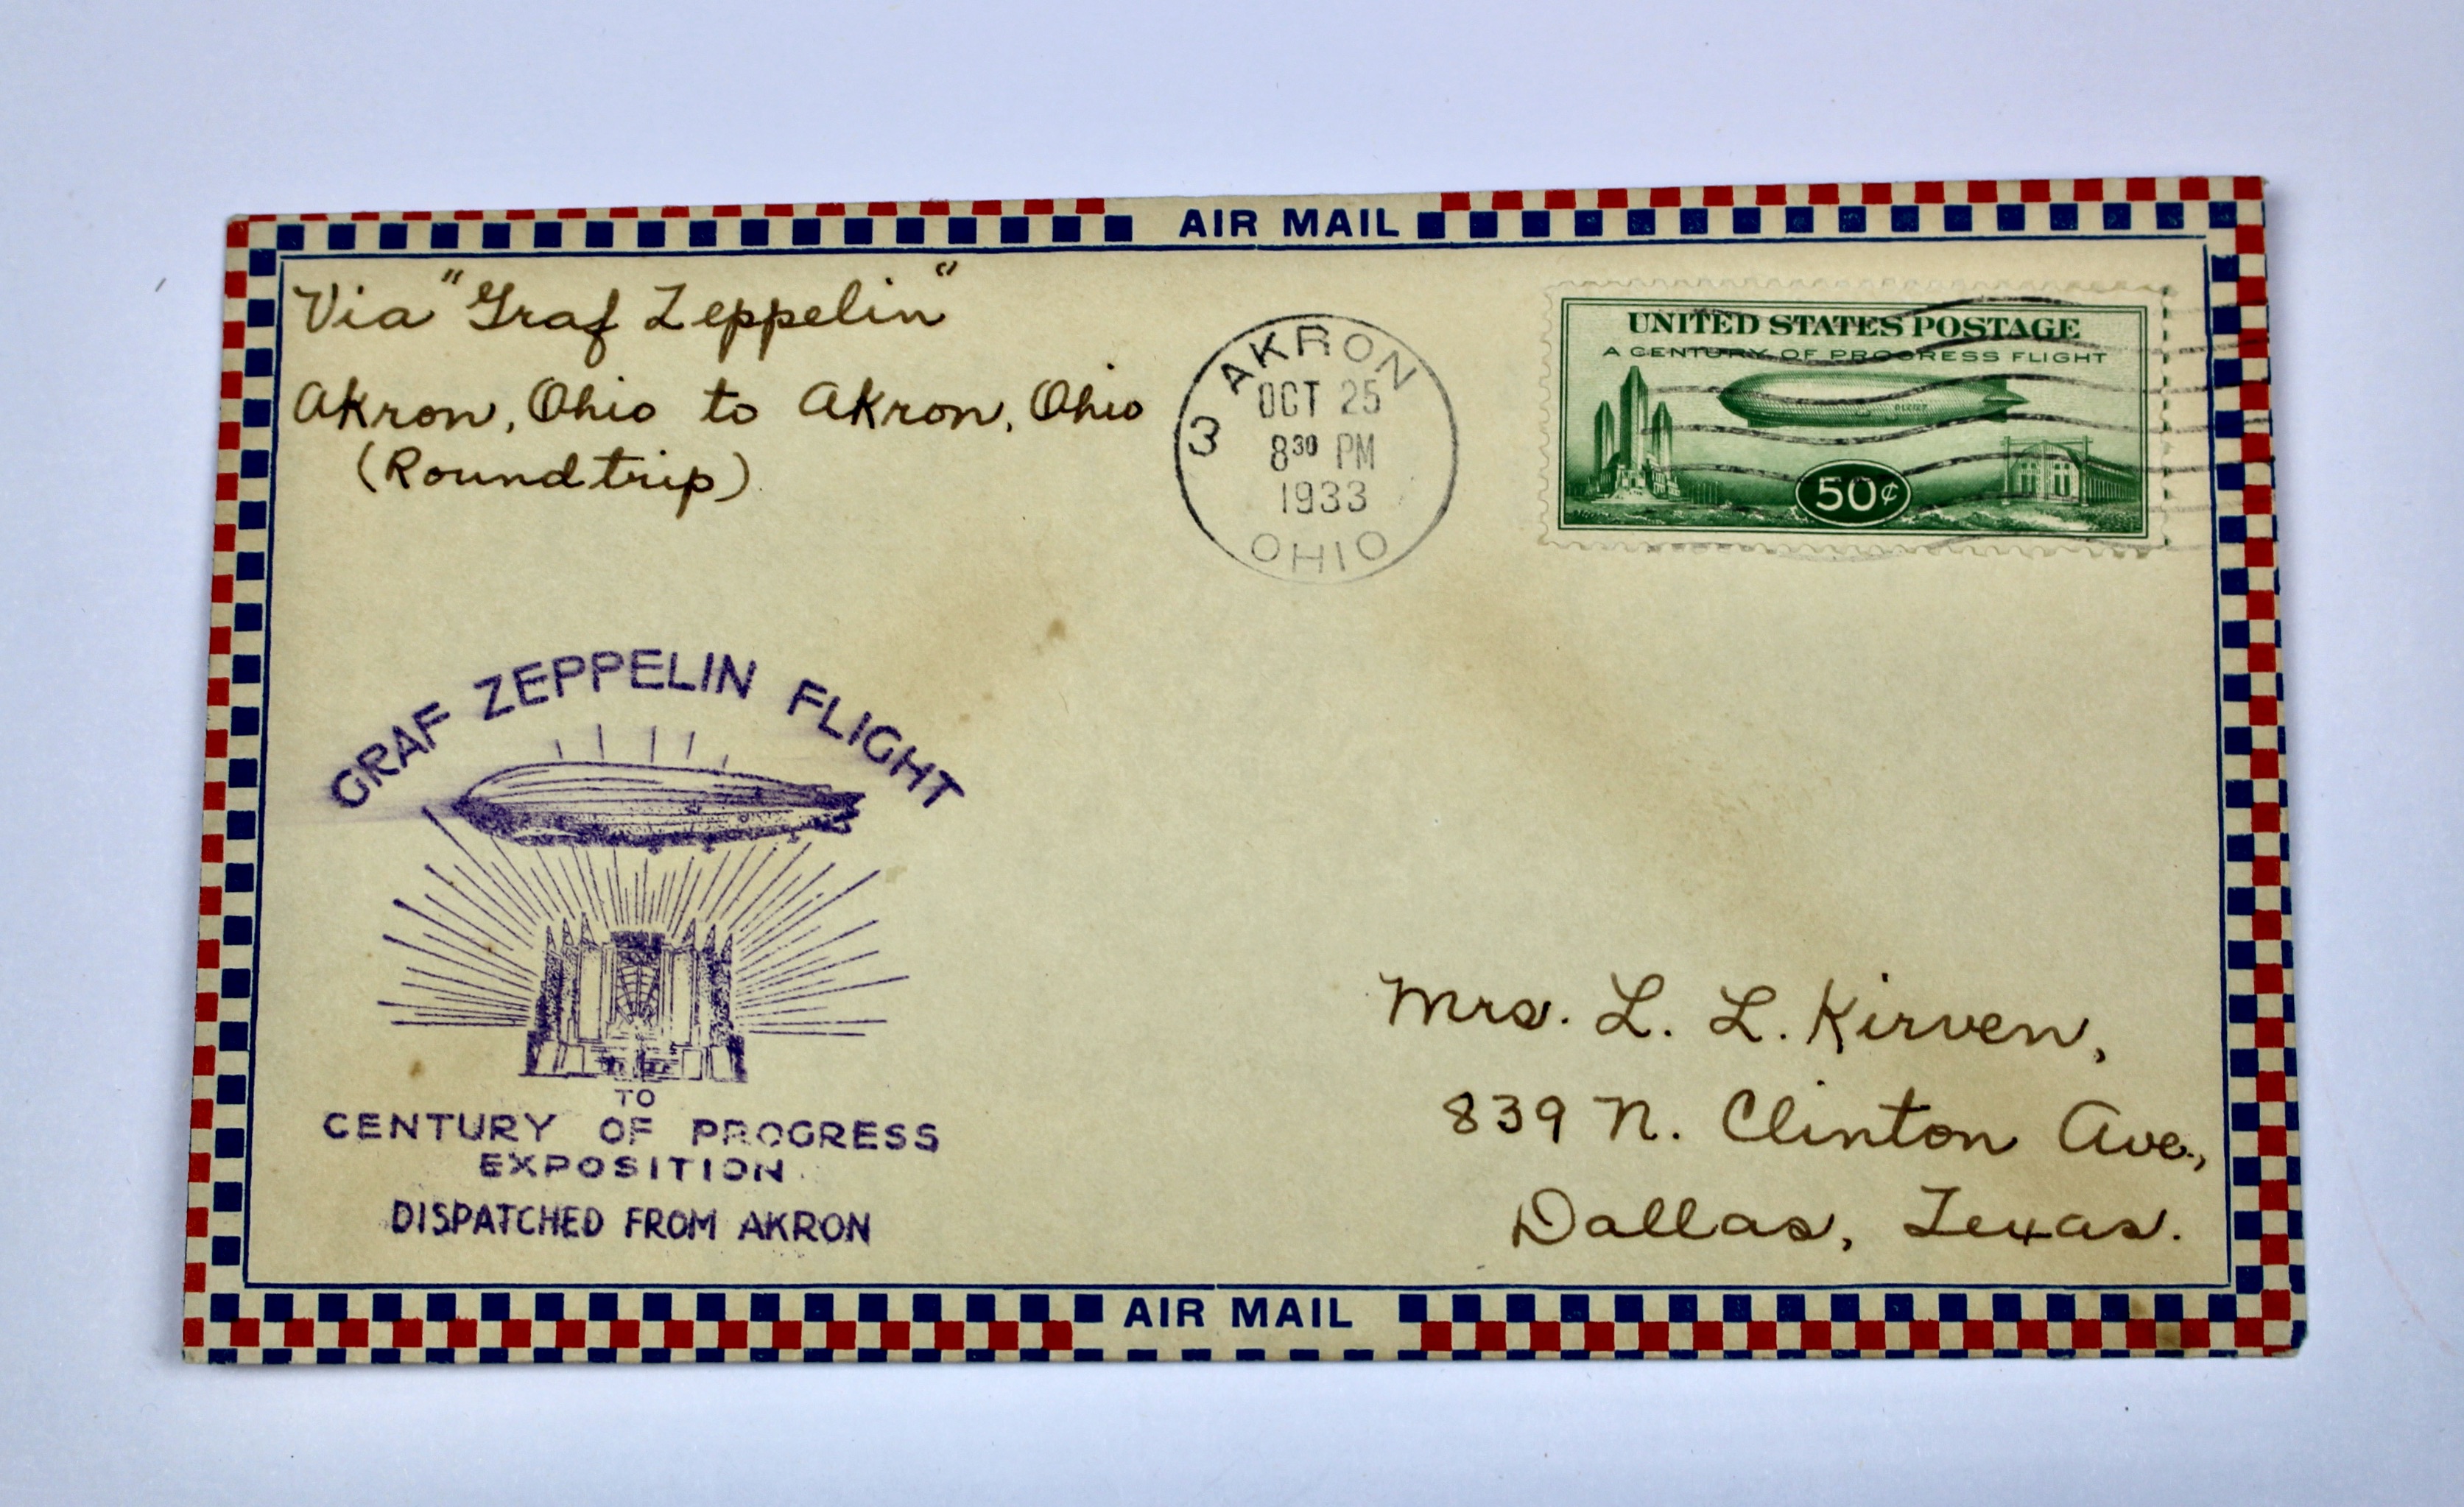 AIR MAIL
Via "Graf Zeppelin"
Akron, Ohio to Akron, Ohio
(Roundtrip)
3 AKRON
OCT 25
8 30 PM
1933
OHIO
UNITED STATES POSTAGE
A CENTURY OF PROGRESS FLIGHT
50¢
GRAF ZEPPELIN FLIGHT
TO
CENTURY OF PROGRESS
EXPOSITION
DISPATCHED FROM AKRON
Mrs. L. L. Kirven,
839 N. Clinton Ave.,
Dallas, Texas.
AIR MAIL